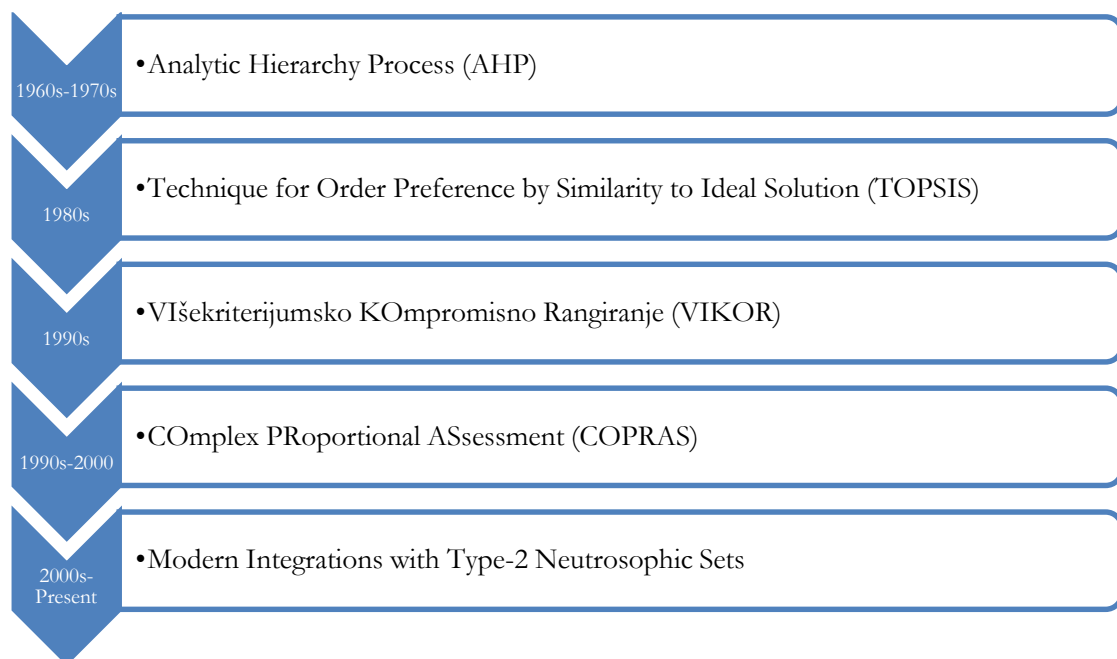 1960s-1970s
•Analytic Hierarchy Process (AHP)
1980s
•Technique for Order Preference by Similarity to Ideal Solution (TOPSIS)
1990s
•VIšekriterijumsko KOmpromisno Rangiranje (VIKOR)
1990s-2000
•COmplex PRoportional ASsessment (COPRAS)
2000s-
Present
•Modern Integrations with Type-2 Neutrosophic Sets